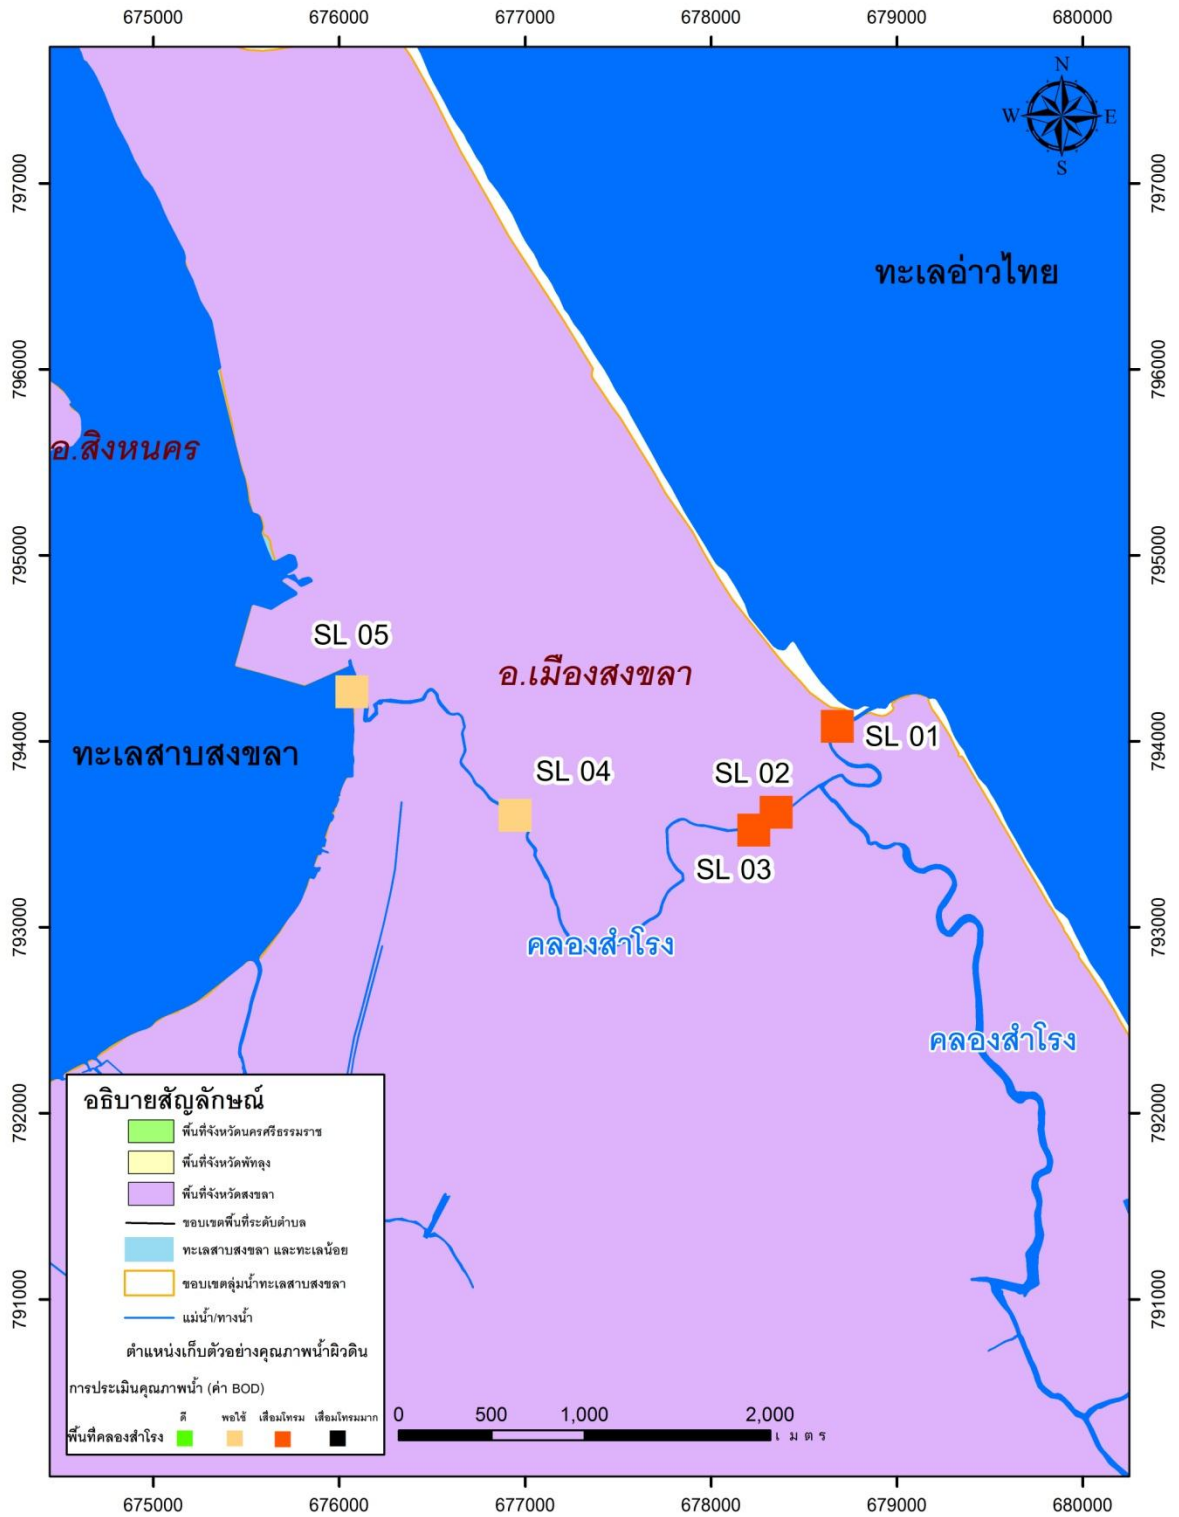 675000 676000 677000 678000 679000 680000
N
W E
S
797000 797000
ทะเลอ่าวไทย
796000 796000
อ.สิงหนคร
795000 795000
SL 05
อ.เมืองสงขลา
794000 794000
SL 01
ทะเลสาบสงขลา
SL 04
SL 02
SL 03
793000 793000
คลองสำโรง
คลองสำโรง
792000 792000
อธิบายสัญลักษณ์
พื้นที่จังหวัดนครศรีธรรมราช
พื้นที่จังหวัดพัทลุง
พื้นที่จังหวัดสงขลา
ขอบเขตพื้นที่ระดับตำบล
ทะเลสาบสงขลา และทะเลน้อย
ขอบเขตลุ่มน้ำทะเลสาบสงขลา
แม่น้ำ/ทางน้ำ
ตำแหน่งเก็บตัวอย่างคุณภาพน้ำผิวดิน
การประเมินคุณภาพน้ำ (ค่า BOD)
ดี พอใช้ เสื่อมโทรม เสื่อมโทรมมาก
พื้นที่คลองสำโรง
791000 791000
0 500 1,000 2,000
เมตร
675000 676000 677000 678000 679000 680000